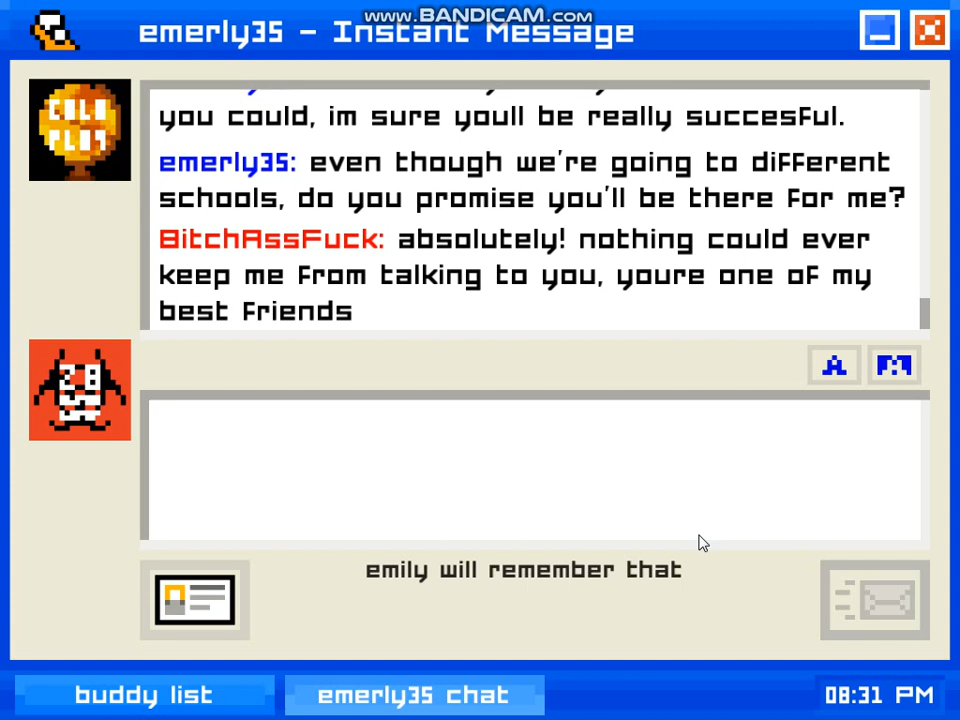 www.BANDICAM.com
emerly35 - Instant Message
COLD
PLAY
you could, im sure youll be really succesful.
emerly35: even though we're going to different
schools, do you promise you'll be there for me?
BitchAssFuck: absolutely! nothing could ever
keep me from talking to you, youre one of my
best friends
A
28
emily will remember that
buddy list
emerly35 chat
08:31 PM